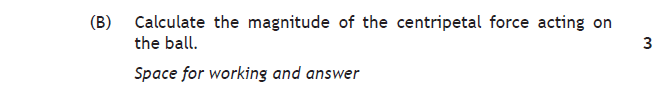 (B) Calculate the magnitude of the centripetal force acting on
the ball. 3
Space for working and answer